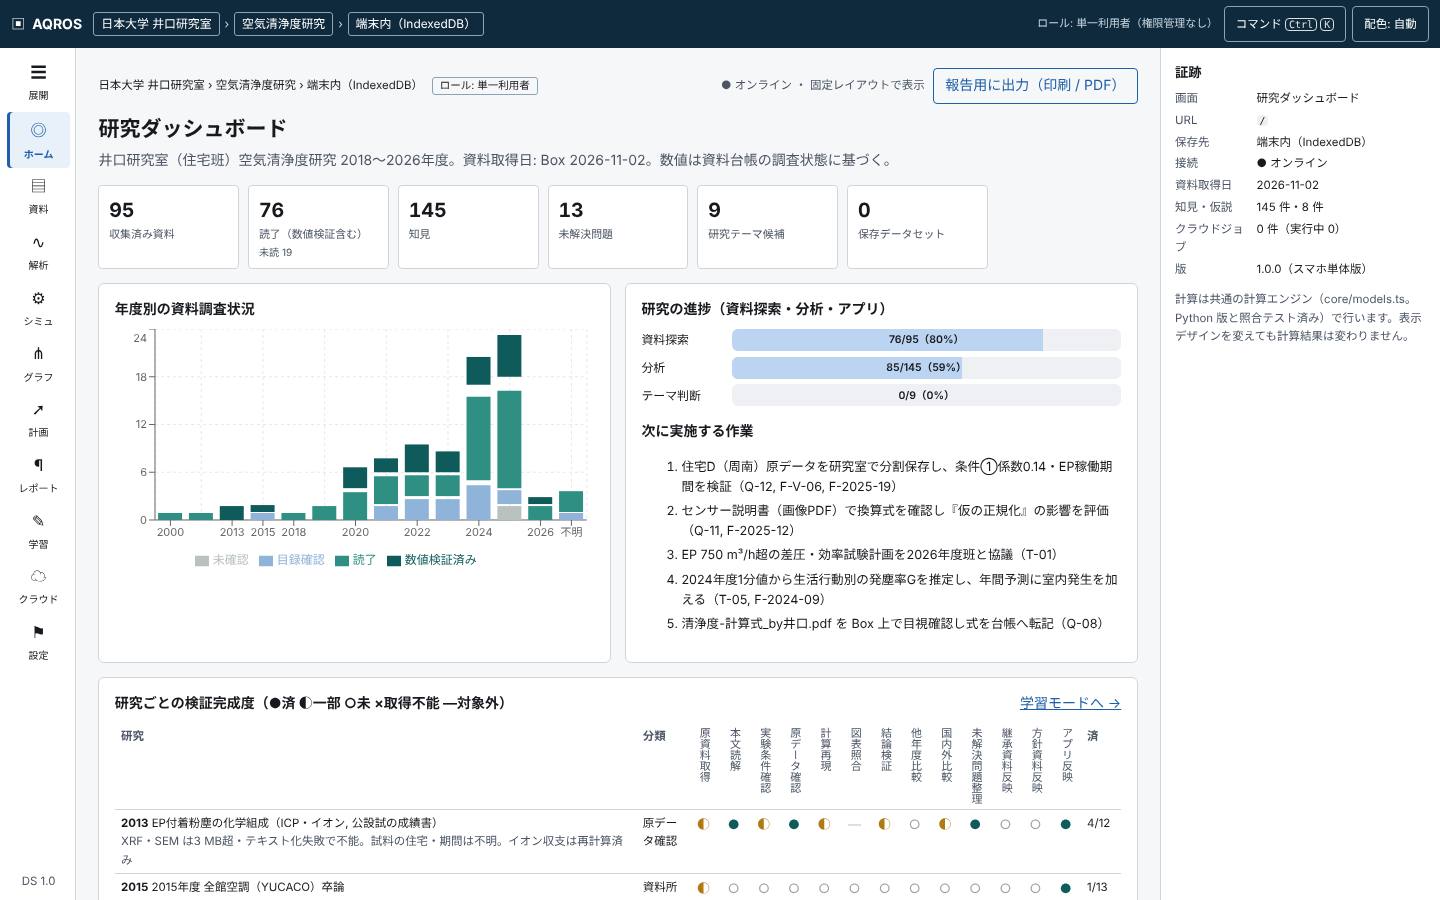 AQROS
日本大学 井口研究室 › 空気清浄度研究 › 端末内（IndexedDB）
ロール: 単一利用者（権限管理なし）
コマンド Ctrl K
配色: 自動
展開
ホーム
資料
解析
シミュ
グラフ
計画
レポート
学習
クラウド
設定
DS 1.0
日本大学 井口研究室 › 空気清浄度研究 › 端末内（IndexedDB）
ロール: 単一利用者
● オンライン ・ 固定レイアウトで表示
報告用に出力（印刷 / PDF）
研究ダッシュボード
井口研究室（住宅班）空気清浄度研究 2018〜2026年度。資料取得日: Box 2026-11-02。数値は資料台帳の調査状態に基づく。
95
収集済み資料
76
読了（数値検証含む）
未読 19
145
知見
13
未解決問題
9
研究テーマ候補
0
保存データセット
年度別の資料調査状況
24
18
12
6
0
2000 2013 2015 2018 2020 2022 2024 2026 不明
未確認 目録確認 読了 数値検証済み
研究の進捗（資料探索・分析・アプリ）
資料探索 76/95（80%）
分析 85/145（59%）
テーマ判断 0/9（0%）
次に実施する作業
1. 住宅D（周南）原データを研究室で分割保存し、条件①係数0.14・EP稼働期
間を検証（Q-12, F-V-06, F-2025-19）
2. センサー説明書（画像PDF）で換算式を確認し『仮の正規化』の影響を評価
（Q-11, F-2025-12）
3. EP 750 m³/h超の差圧・効率試験計画を2026年度班と協議（T-01）
4. 2024年度1分値から生活行動別の発塵率Gを推定し、年間予測に室内発生を加
える（T-05, F-2024-09）
5. 清浄度-計算式_by井口.pdf を Box 上で目視確認し式を台帳へ転記（Q-08）
研究ごとの検証完成度（●済 ◐一部 ○未 ×取得不能 —対象外）
学習モードへ →
研究 分類 原資料取得 本文読解 実験条件確認 原データ確認 計算再現 図表照合 結論検証 他年度比較 国内外比較 未解決問題整理 継承資料反映 方針資料反映 アプリ反映 済
2013 EP付着粉塵の化学組成（ICP・イオン, 公設試の成績書）
XRF・SEM は3 MB超・テキスト化失敗で不能。試料の住宅・期間は不明。イオン収支は再計算済
み
原デー
タ確認
◐ ● ◐ ● ◐ — ◐ ○ ◐ ● ○ ○ ● 4/12
2015 2015年度 全館空調（YUCACO）卒論
資料所
◐ ○ ○ ○ ○ ○ ○ ○ ○ ○ ○ ○ ● 1/13
証跡
画面 研究ダッシュボード
URL /
保存先 端末内（IndexedDB）
接続 ● オンライン
資料取得日 2026-11-02
知見・仮説 145 件・8 件
クラウドジョ
ブ
0 件（実行中 0）
版 1.0.0（スマホ単体版）
計算は共通の計算エンジン（core/models.ts。
Python 版と照合テスト済み）で行います。表示
デザインを変えても計算結果は変わりません。